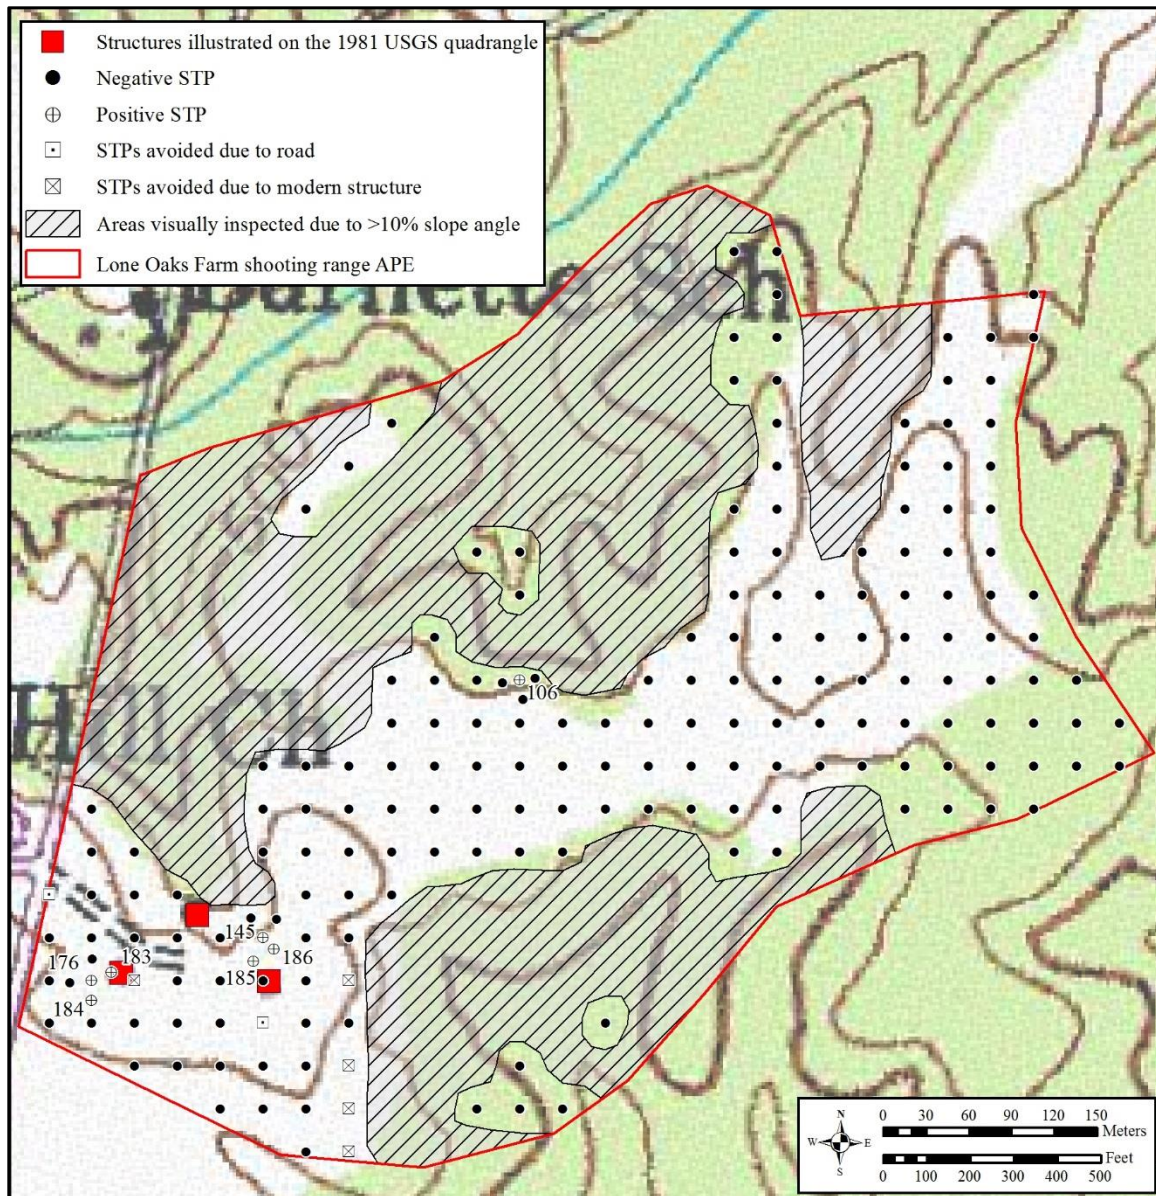 Structures illustrated on the 1981 USGS quadrangle
Negative STP
Positive STP
STPs avoided due to road
STPs avoided due to modern structure
Areas visually inspected due to >10% slope angle
Lone Oaks Farm shooting range APE
Sch
106
Hill Ch
145
186
176
183
185
184
N
W E
S
0 30 60 90 120 150
Meters
Feet
0 100 200 300 400 500